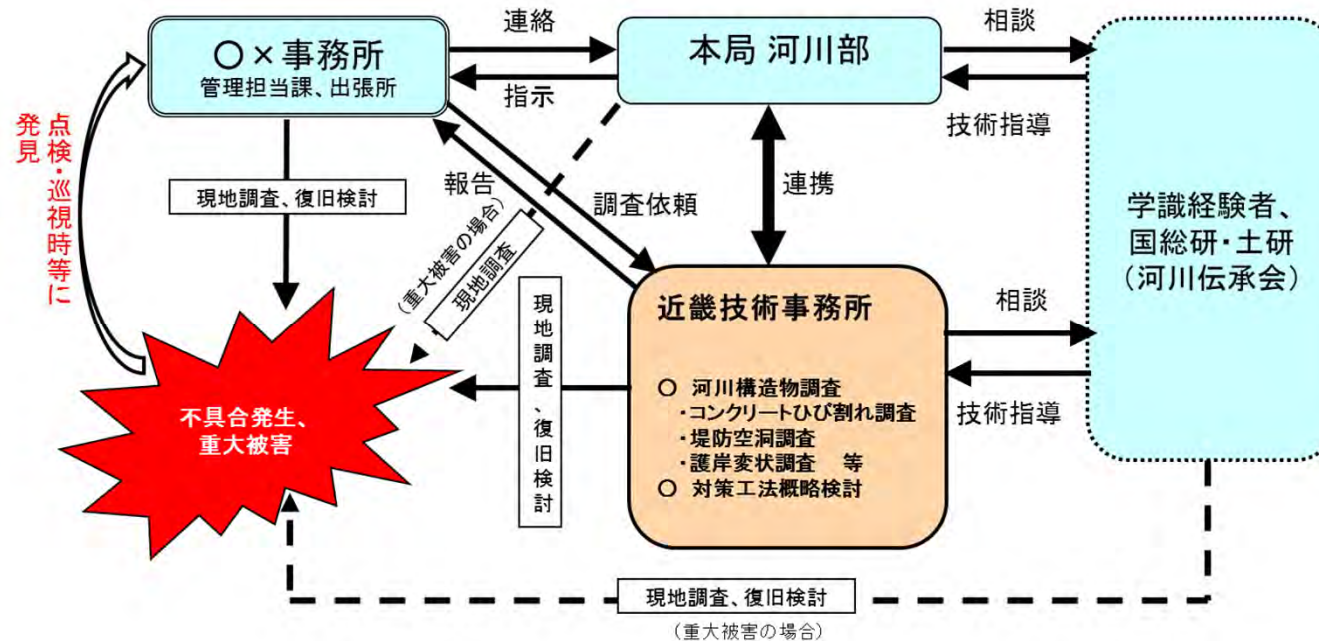 ○×事務所
管理担当課、出張所
連絡
指示
本局 河川部
相談
技術指導
学識経験者、
国総研・土研
(河川伝承会)
点検・巡視時等に
発見
現地調査、復旧検討
報告
調査依頼
連携
(重大被害の場合)
現地調査
現地調査、復旧検討
不具合発生、
重大被害
近畿技術事務所
○ 河川構造物調査
・コンクリートひび割れ調査
・堤防空洞調査
・護岸変状調査 等
○ 対策工法概略検討
相談
技術指導
現地調査、復旧検討
(重大被害の場合)